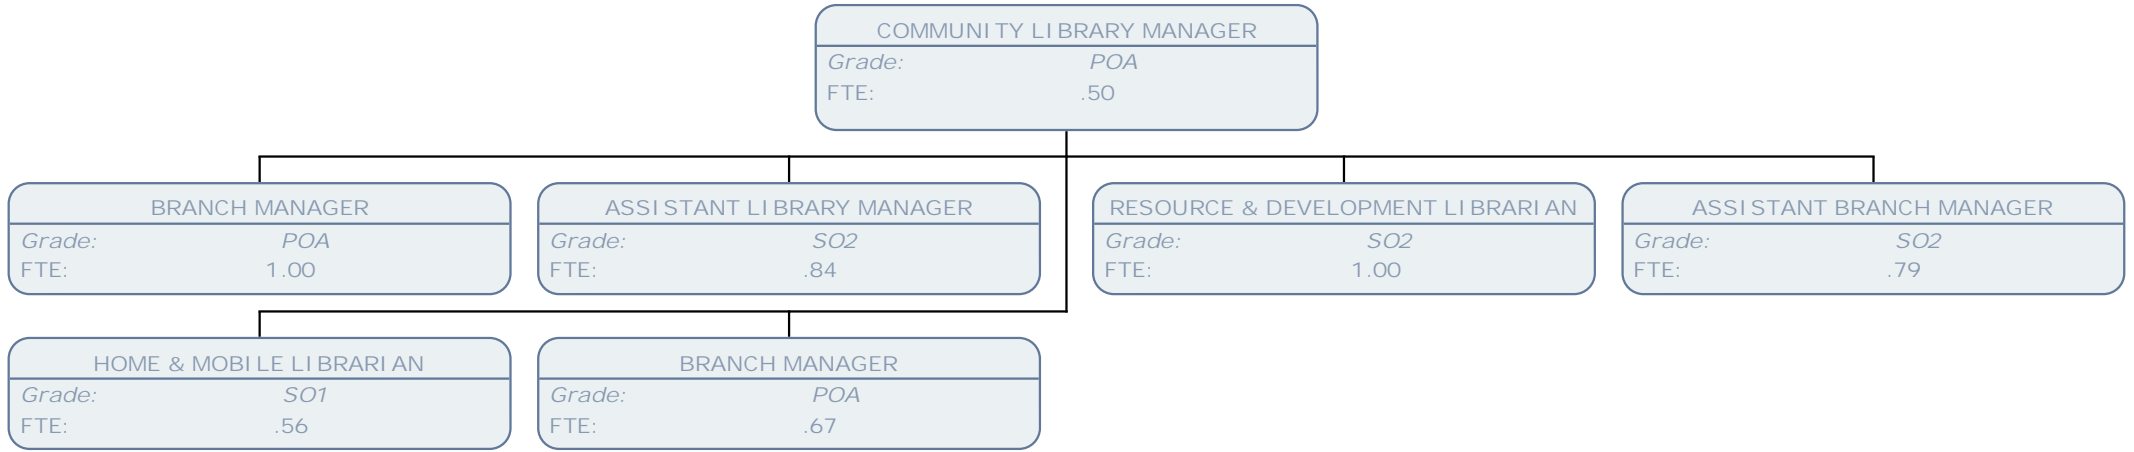 COMMUNITY LIBRARY MANAGER
Grade: POA
FTE: .50
BRANCH MANAGER
Grade: POA
FTE: 1.00
ASSISTANT LIBRARY MANAGER
Grade: SO2
FTE: .84
RESOURCE & DEVELOPMENT LIBRARIAN
Grade: SO2
FTE: 1.00
ASSISTANT BRANCH MANAGER
Grade: SO2
FTE: .79
HOME & MOBILE LIBRARIAN
Grade: SO1
FTE: .56
BRANCH MANAGER
Grade: POA
FTE: .67